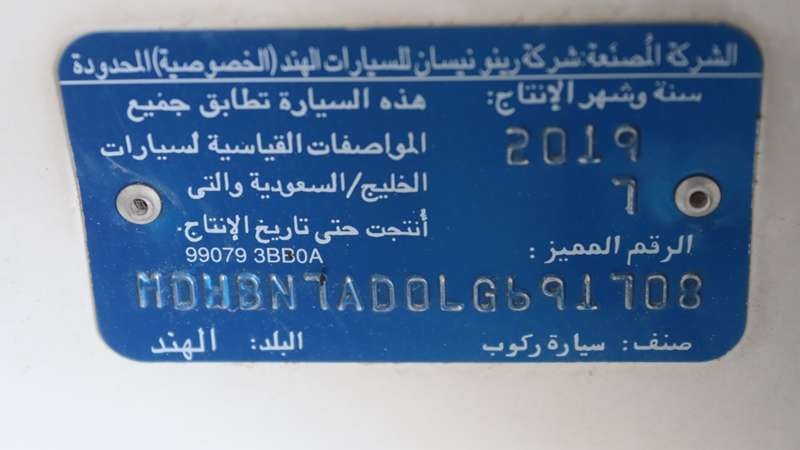 الشركة المُصنّعة: شركة رينو نيسان للسيارات الهند (الخصوصية) المحدودة
سنة وشهر الإنتاج:
2019
7
الرقم المميز :
هذه السيارة تطابق جميع
المواصفات القياسية لسيارات
الخليج/السعودية والتى
أُنتجت حتى تاريخ الإنتاج.
99079 3BB0A
MDHBN7AD0LG691708
صنف: سيارة ركوب
البلد: الهند